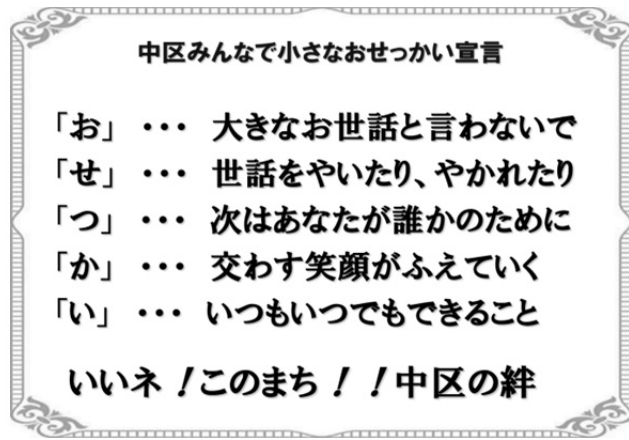 中区みんなで小さなおせっかい宣言
「お」 ・・・ 大きなお世話と言わないで
「せ」 ・・・ 世話をやいたり、やかれたり
「つ」 ・・・ 次はあなたが誰かのために
「か」 ・・・ 交わす笑顔がふえていく
「い」 ・・・ いつもいつでもできること
いいネ！このまち！！中区の絆